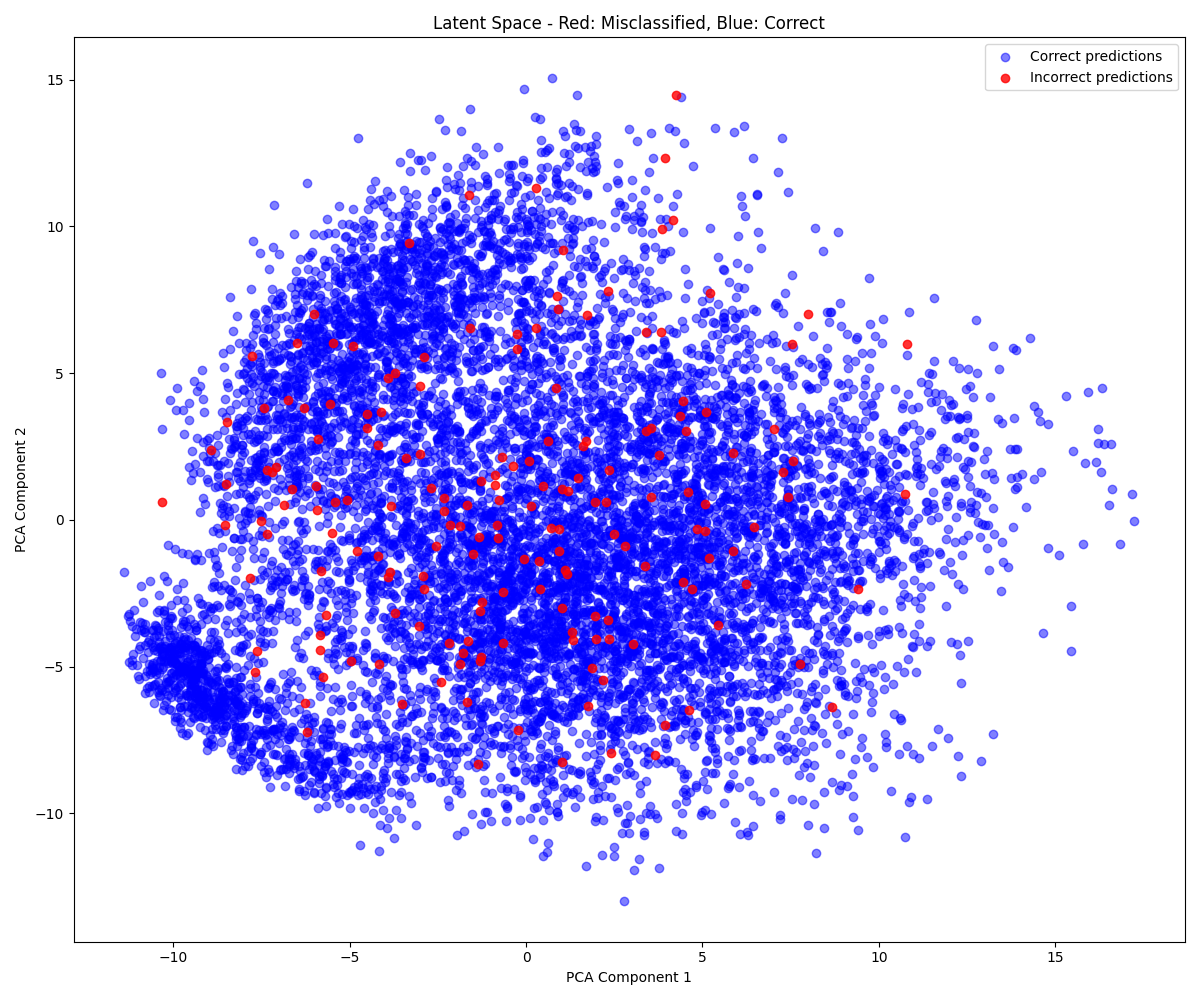 Latent Space - Red: Misclassified, Blue: Correct
Correct predictions
Incorrect predictions
15
10
5
0
−5
−10
PCA Component 2
−10
−5
0
5
10
15
PCA Component 1